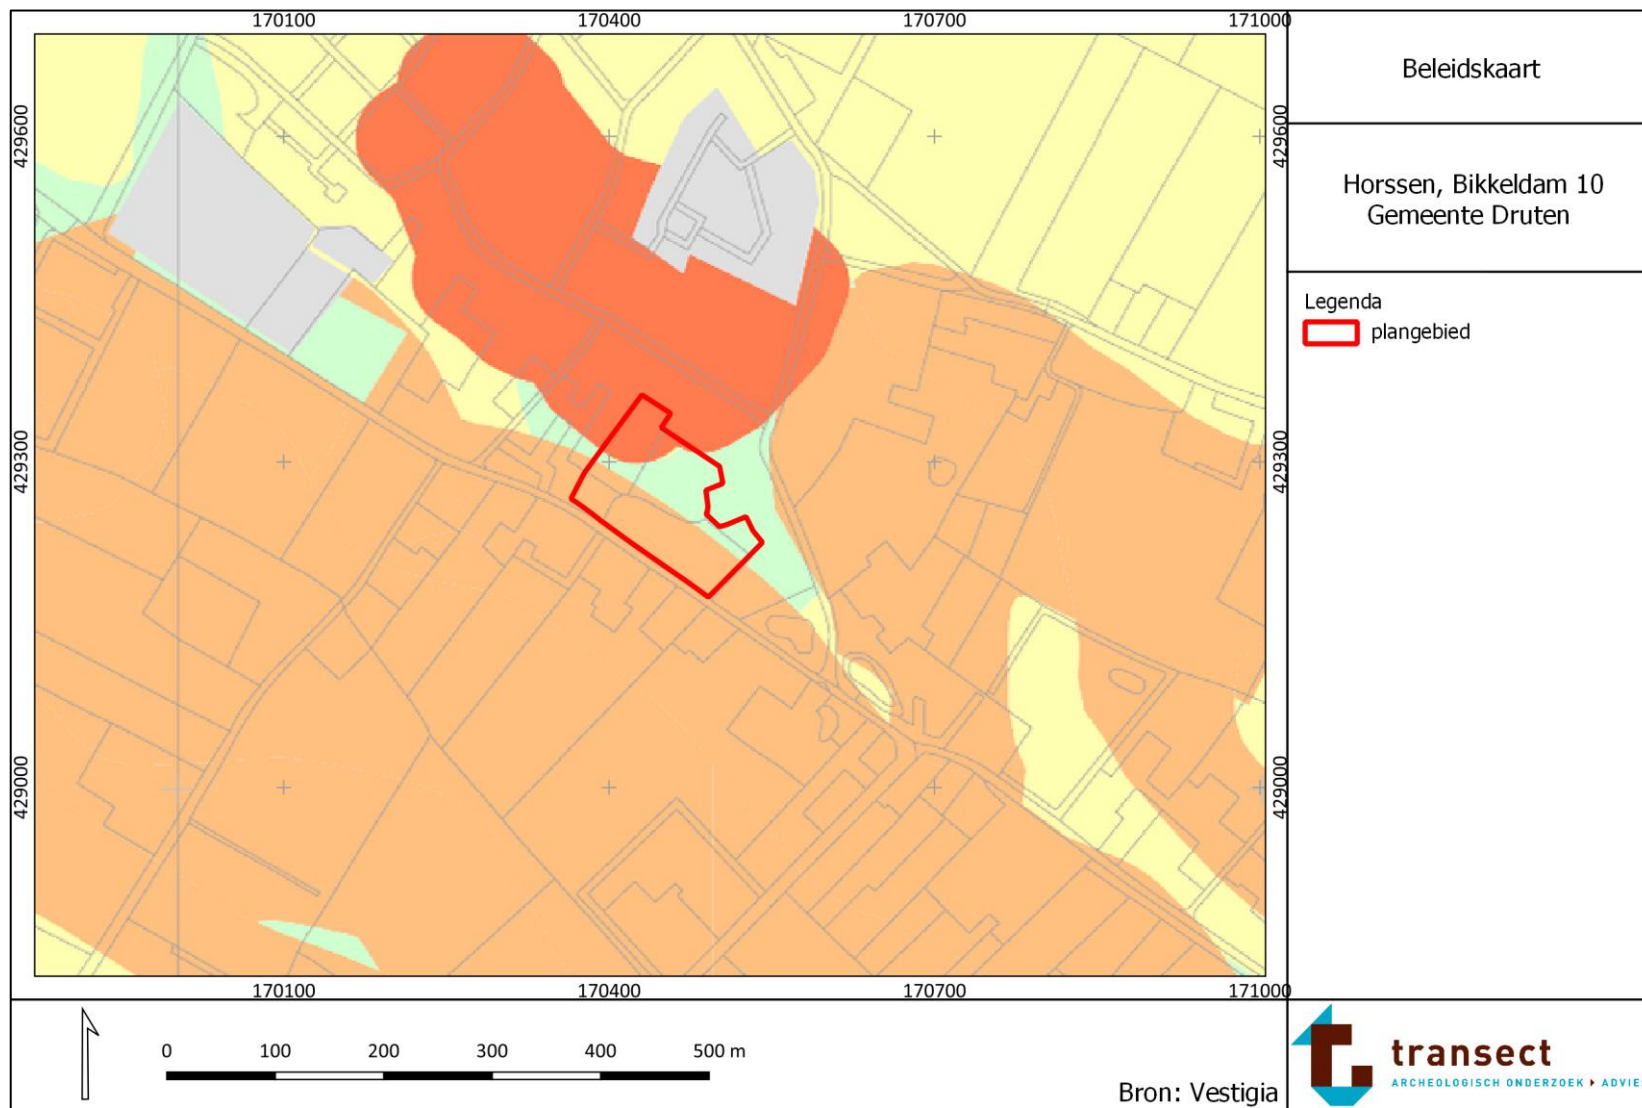 170100 170400 170700 171000
429600 429600
429300 429300
429000 429000
170100 170400 170700 171000
0 100 200 300 400 500 m
Bron: Vestigia
Beleidskaart
Horssen, Bikkeldam 10
Gemeente Druten
Legenda
plangebied
transect
ARCHEOLOGISCH ONDERZOEK ADVIE